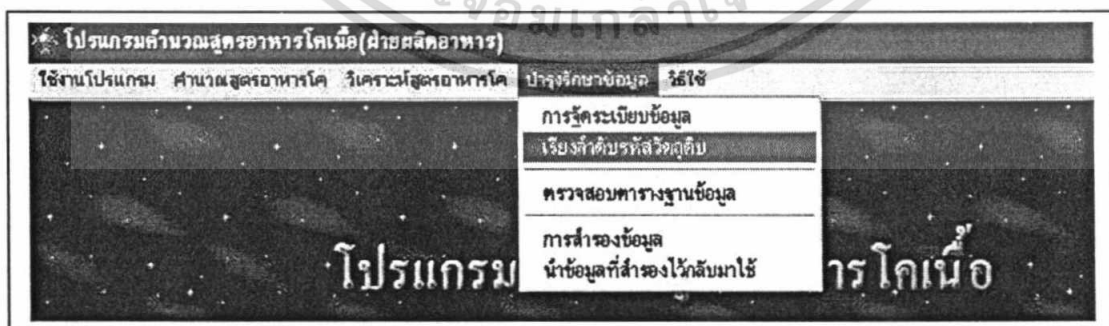 จอมเกล้า
โปรแกรมคำนวณสูตรอาหารโคเนื้อ(ฝ่ายผลิตอาหาร)
ใช้งานโปรแกรม คำนวณสูตรอาหารโค วิเคราะห์สูตรอาหารโค บำรุงรักษาข้อมูล วิธีใช้
การจัดระเบียบข้อมูล
เรียงลำดับรหัสวัตถุดิบ
ตรวจสอบตารางฐานข้อมูล
การสำรองข้อมูล
นำข้อมูลที่สำรองไว้กลับมาใช้
โปรแกรม ารโคเนื้อ